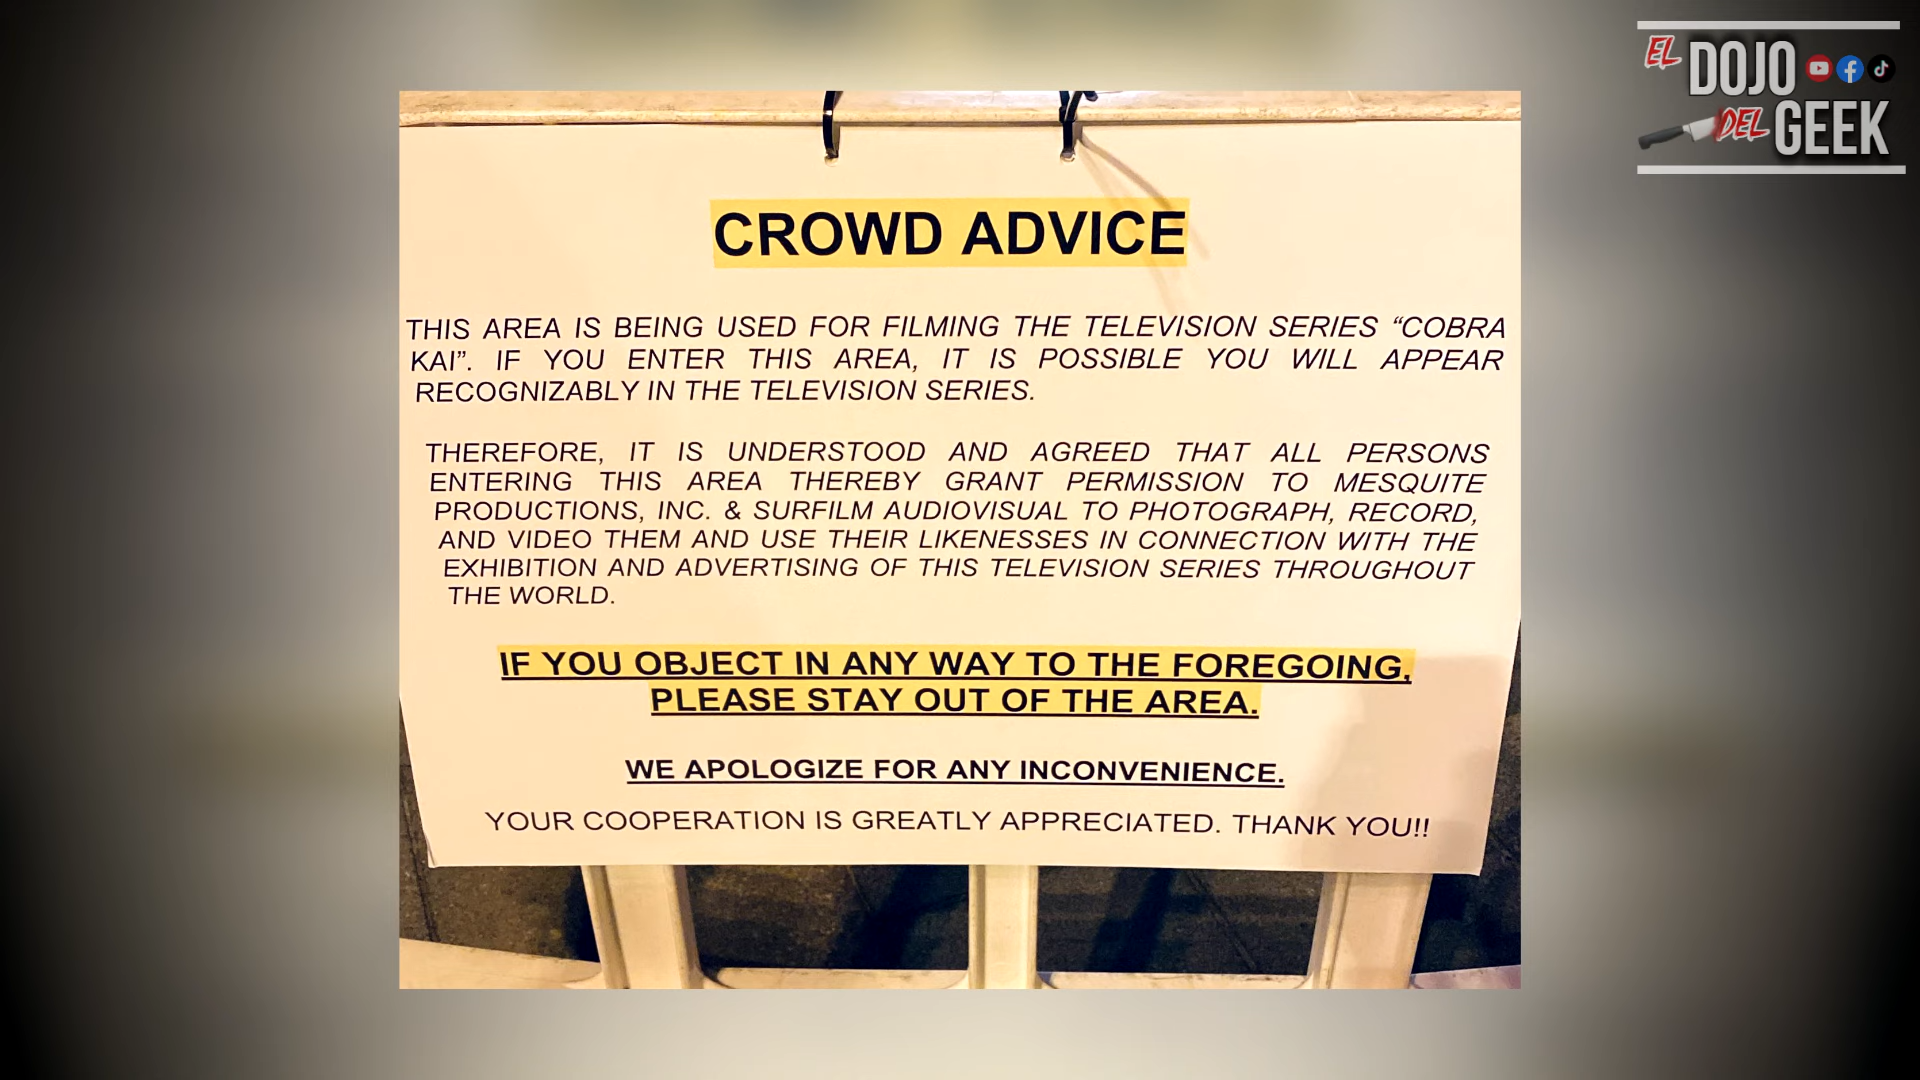 EL DOJO
DEL GEEK
CROWD ADVICE
THIS AREA IS BEING USED FOR FILMING THE TELEVISION SERIES “COBRA
KAI”. IF YOU ENTER THIS AREA, IT IS POSSIBLE YOU WILL APPEAR
RECOGNIZABLY IN THE TELEVISION SERIES.
THEREFORE, IT IS UNDERSTOOD AND AGREED THAT ALL PERSONS
ENTERING THIS AREA THEREBY GRANT PERMISSION TO MESQUITE
PRODUCTIONS, INC. & SURFILM AUDIOVISUAL TO PHOTOGRAPH, RECORD,
AND VIDEO THEM AND USE THEIR LIKENESSES IN CONNECTION WITH THE
EXHIBITION AND ADVERTISING OF THIS TELEVISION SERIES THROUGHOUT
THE WORLD.
IF YOU OBJECT IN ANY WAY TO THE FOREGOING,
PLEASE STAY OUT OF THE AREA.
WE APOLOGIZE FOR ANY INCONVENIENCE.
YOUR COOPERATION IS GREATLY APPRECIATED. THANK YOU!!